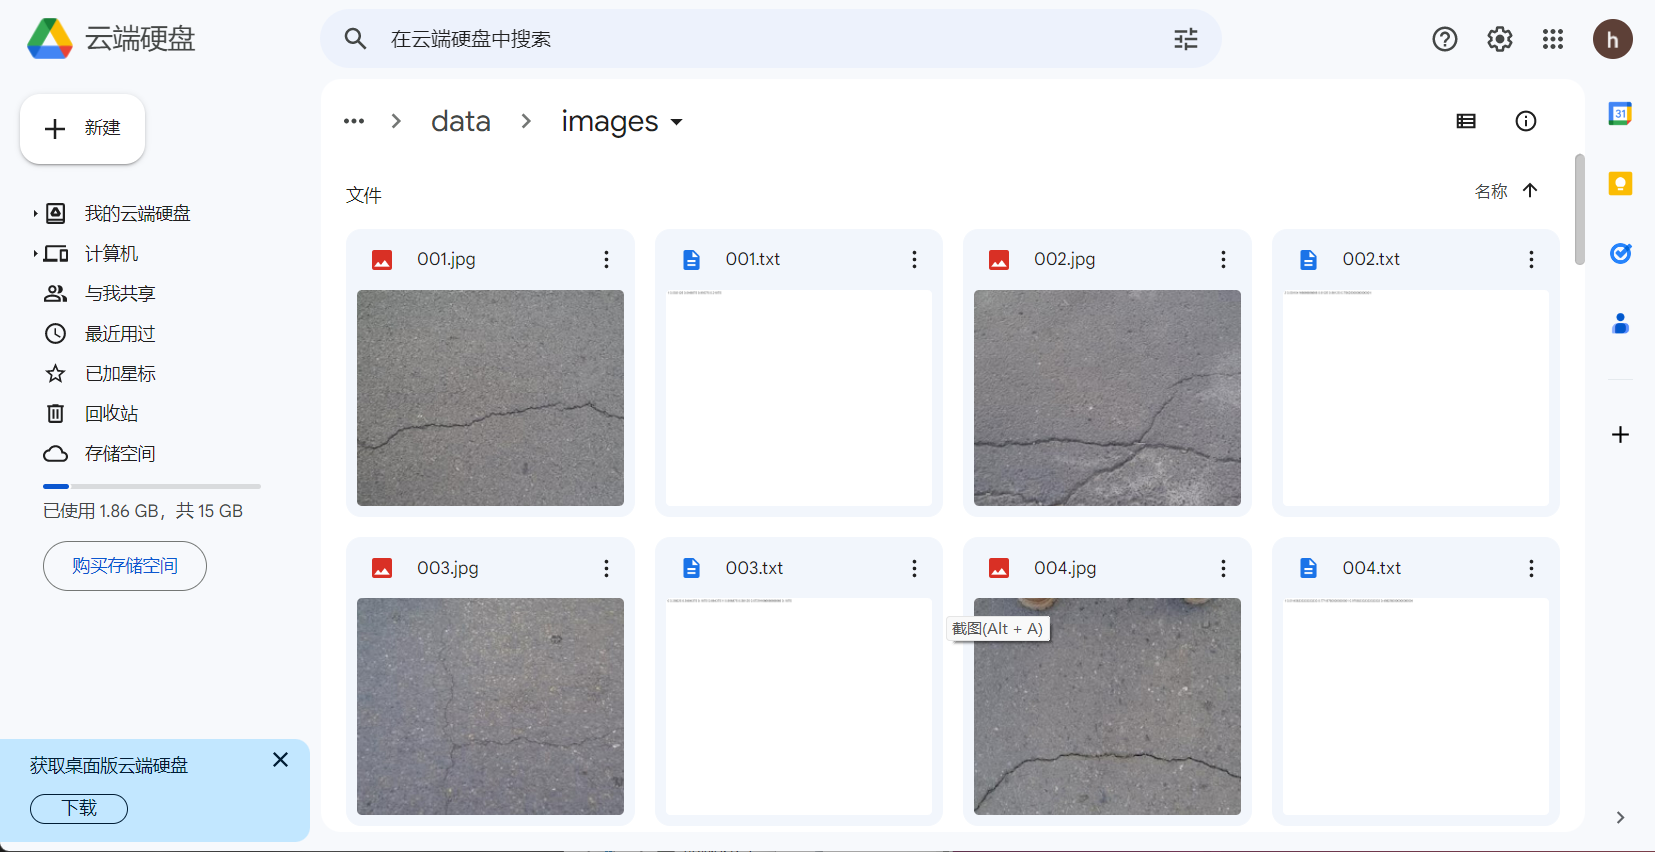 云端硬盘
在云端硬盘中搜索
h
新建
data
images
31
文件
名称
我的云端硬盘
计算机
与我共享
最近用过
已加星标
回收站
存储空间
已使用 1.86 GB，共 15 GB
购买存储空间
001.jpg
001.txt
002.jpg
002.txt
003.jpg
003.txt
004.jpg
004.txt
截图(Alt + A)
获取桌面版云端硬盘
下载